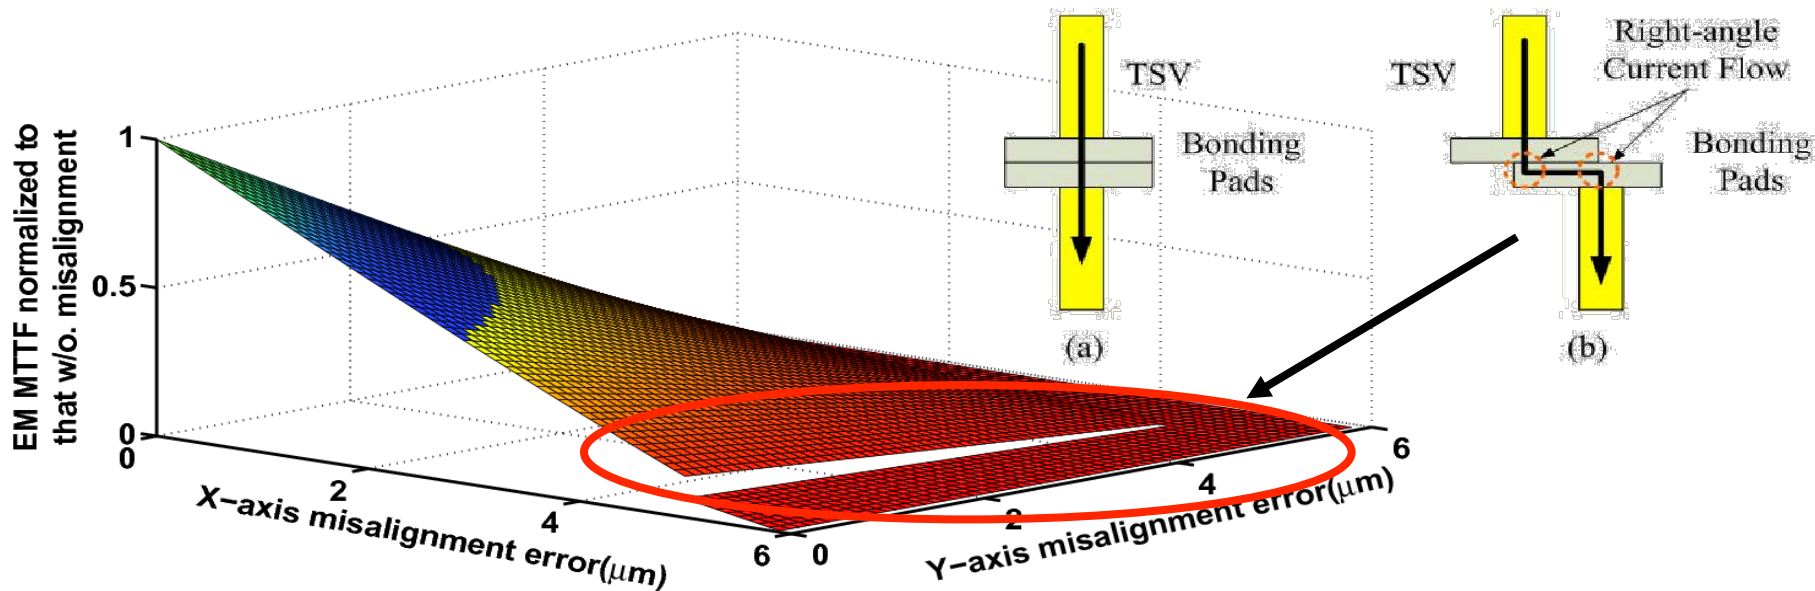 EM MTTF normalized to
that w/o. misalignment
1
0.5
0
0
2
4
6
X−axis misalignment error(μm)
0
2
4
6
Y−axis misalignment error(μm)
TSV
Bonding
Pads
(a)
TSV
Right-angle
Current Flow
Bonding
Pads
(b)